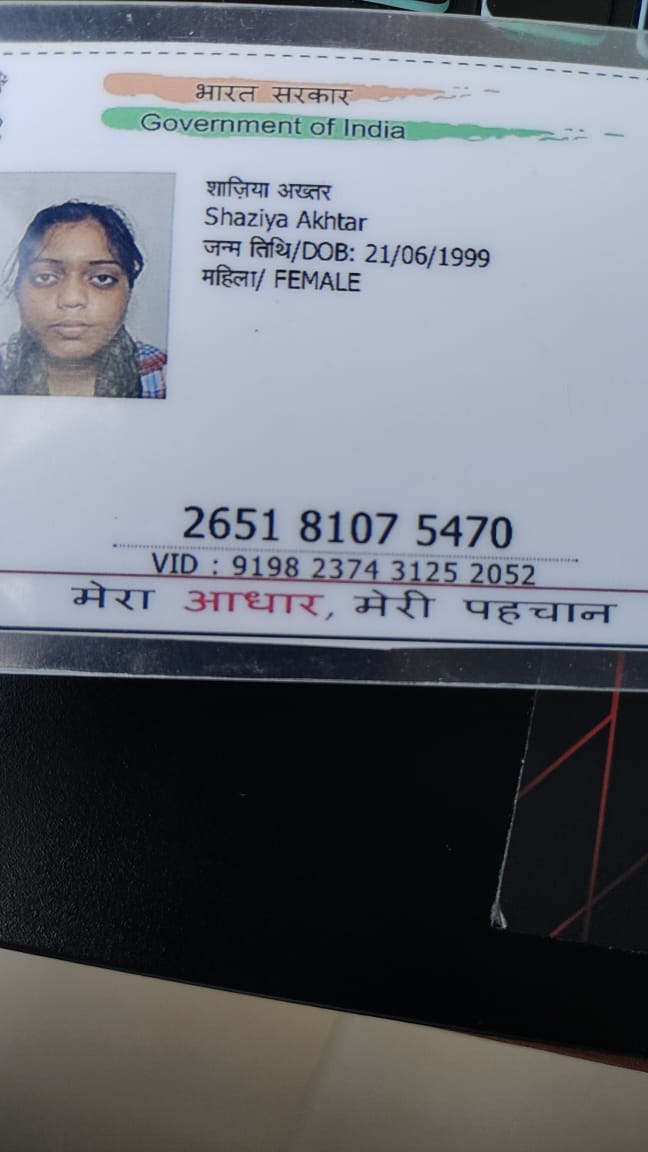 भारत सरकार
Government of India
शाज़िया अख्तर
Shaziya Akhtar
जन्म तिथि/DOB: 21/06/1999
महिला/ FEMALE
2651 8107 5470
VID : 9198 2374 3125 2052
मेरा आधार, मेरी पहचान